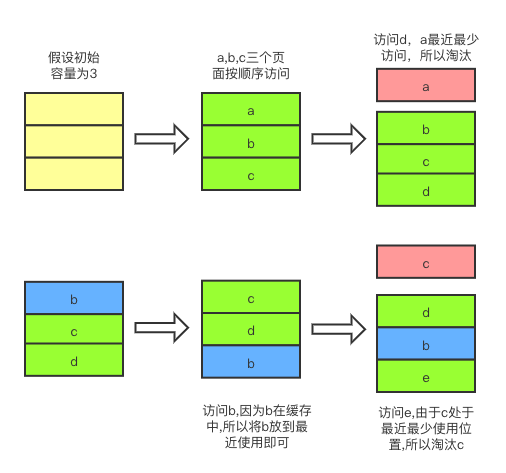 假设初始
容量为3
a,b,c三个页
面按顺序访问
a
b
c
访问d，a最近最少
访问，所以淘汰
a
b
c
d
b
c
d
c
d
b
访问b,因为b在缓存
中,所以将b放到最
近使用即可
c
d
b
e
访问e,由于c处于
最近最少使用位
置,所以淘汰c